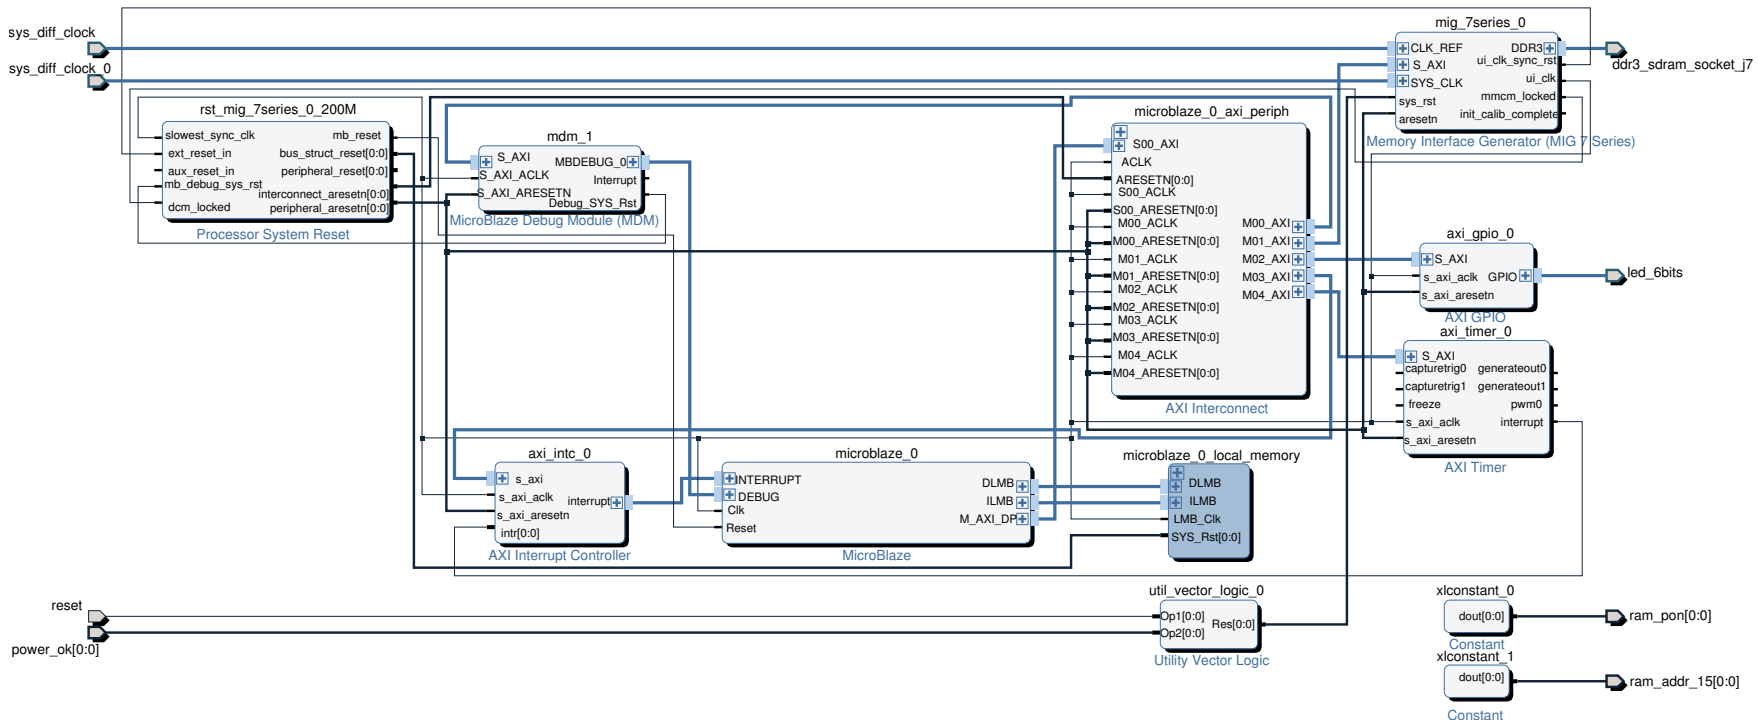 sys_diff_clock
sys_diff_clock_0
rst_mig_7series_0_200M
slowest_sync_clk
ext_reset_in
aux_reset_in
mb_debug_sys_rst
dcm_locked
mb_reset
bus_struct_reset[0:0]
peripheral_reset[0:0]
interconnect_aresetn[0:0]
peripheral_aresetn[0:0]
Processor System Reset
mdm_1
S_AXI
S_AXI_ACLK
S_AXI_ARESETN
MBDEBUG_0
Interrupt
Debug_SYS_Rst
MicroBlaze Debug Module (MDM)
microblaze_0_axi_periph
S00_AXI
ACLK
ARESETN[0:0]
S00_ACLK
S00_ARESETN[0:0]
M00_ACLK
M00_ARESETN[0:0]
M01_ACLK
M01_ARESETN[0:0]
M02_ACLK
M02_ARESETN[0:0]
M03_ACLK
M03_ARESETN[0:0]
M04_ACLK
M04_ARESETN[0:0]
M00_AXI
M01_AXI
M02_AXI
M03_AXI
M04_AXI
AXI Interconnect
mig_7series_0
CLK_REF
S_AXI
SYS_CLK
sys_rst
aresetn
DDR3
ui_clk_sync_rst
ui_clk
mmcm_locked
init_calib_complete
Memory Interface Generator (MIG 7 Series)
ddr3_sdram_socket_j7
axi_gpio_0
S_AXI
s_axi_aclk
s_axi_aresetn
GPIO
AXI GPIO
led_6bits
axi_timer_0
S_AXI
capturetrig0
capturetrig1
freeze
s_axi_aclk
s_axi_aresetn
generateout0
generateout1
pwm0
interrupt
AXI Timer
axi_intc_0
s_axi
s_axi_aclk
s_axi_aresetn
intr[0:0]
interrupt
AXI Interrupt Controller
microblaze_0
INTERRUPT
DEBUG
Clk
Reset
DLMB
ILMB
M_AXI_DP
MicroBlaze
microblaze_0_local_memory
DLMB
ILMB
LMB_Clk
SYS_Rst[0:0]
reset
power_ok[0:0]
util_vector_logic_0
Op1[0:0]
Op2[0:0]
Res[0:0]
Utility Vector Logic
xlconstant_0
dout[0:0]
Constant
ram_pon[0:0]
xlconstant_1
dout[0:0]
Constant
ram_addr_15[0:0]